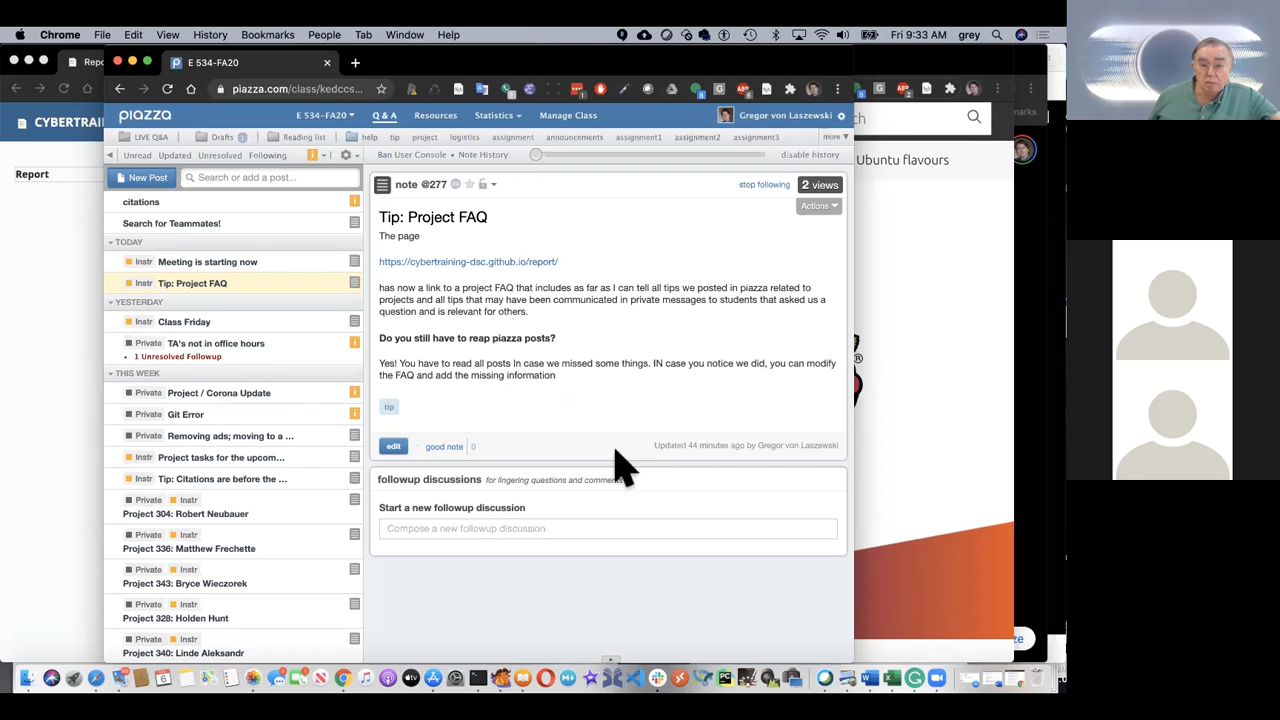 Chrome File Edit View History Bookmarks People Tab Window Help Fri 9:33 AM grey
Repo
E 534-FA20
piazza.com/class/kedccs...
marks
CYBERTRAIN
piazza
E 534-FA20 Q & A Resources Statistics Manage Class Gregor von Laszewski
ch
LIVE Q&A Drafts Reading list hw help tip project logistics assignment announcements assignment1 assignment2 assignment3 more
Unread Updated Unresolved Following
Ban User Console • Note History: disable history
Ubuntu flavours
Report
New Post
Search or add a post...
note @277
stop following
2 views
Actions
citations
Search for Teammates!
TODAY
Instr Meeting is starting now
Instr Tip: Project FAQ
YESTERDAY
Instr Class Friday
Private TA's not in office hours
• 1 Unresolved Followup
THIS WEEK
Private Project / Corona Update
Private Git Error
Private Removing ads; moving to a ...
Private Project tasks for the upcom...
Private Tip: Citations are before the ...
Private Instr
Project 304: Robert Neubauer
Private Instr
Project 336: Matthew Frechette
Private Instr
Project 343: Bryce Wieczorek
Private Instr
Project 328: Holden Hunt
Private Instr
Project 340: Linde Aleksandr
Tip: Project FAQ
The page
https://cybertraining-dsc.github.io/report/
has now a link to a project FAQ that includes as far as I can tell all tips we posted in piazza related to
projects and all tips that may have been communicated in private messages to students that asked us a
question and is relevant for others.
Do you still have to reap piazza posts?
Yes! You have to read all posts In case we missed some things. IN case you notice we did, you can modify
the FAQ and add the missing information
tip
edit
good note 0
Updated 44 minutes ago by Gregor von Laszewski
followup discussions for lingering questions and comments
Start a new followup discussion
Compose a new followup discussion